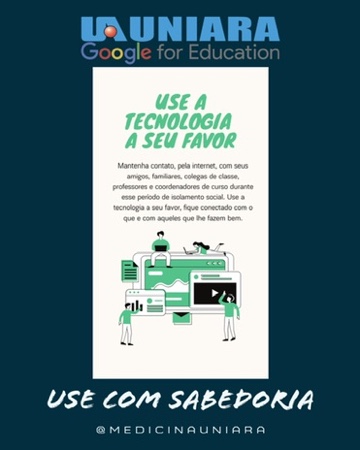 UNIARA
Google for Education
USE A
TECNOLOGIA
A SEU FAVOR
Mantenha contato, pela internet, com seus
amigos, familiares, colegas de classe,
professores e coordenadores de curso durante
esse período de isolamento social. Use a
tecnologia a seu favor, fique conectado com o
que e com aqueles que lhe fazem bem.
USE COM SABEDORIA
@MEDICINAUNIARA